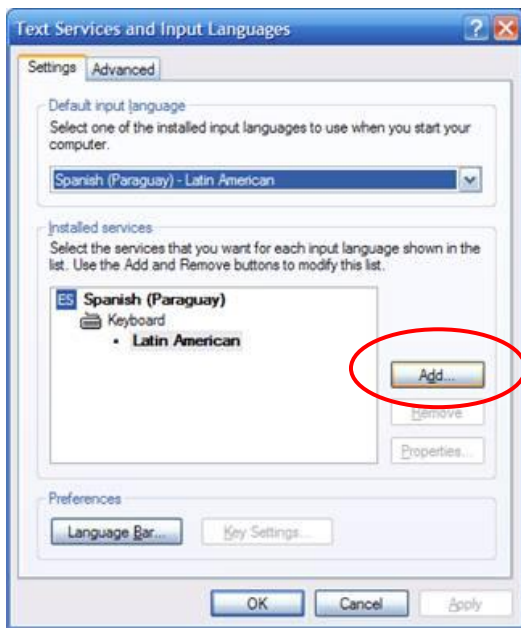 Text Services and Input Languages
Settings
Advanced
Default input language
Select one of the installed input languages to use when you start your
computer.
Spanish (Paraguay) - Latin American
Installed services
Select the services that you want for each input language shown in the
list. Use the Add and Remove buttons to modify this list.
ES Spanish (Paraguay)
Keyboard
• Latin American
Add...
Remove
Properties...
Preferences
Language Bar...
Key Settings...
OK
Cancel
Apply